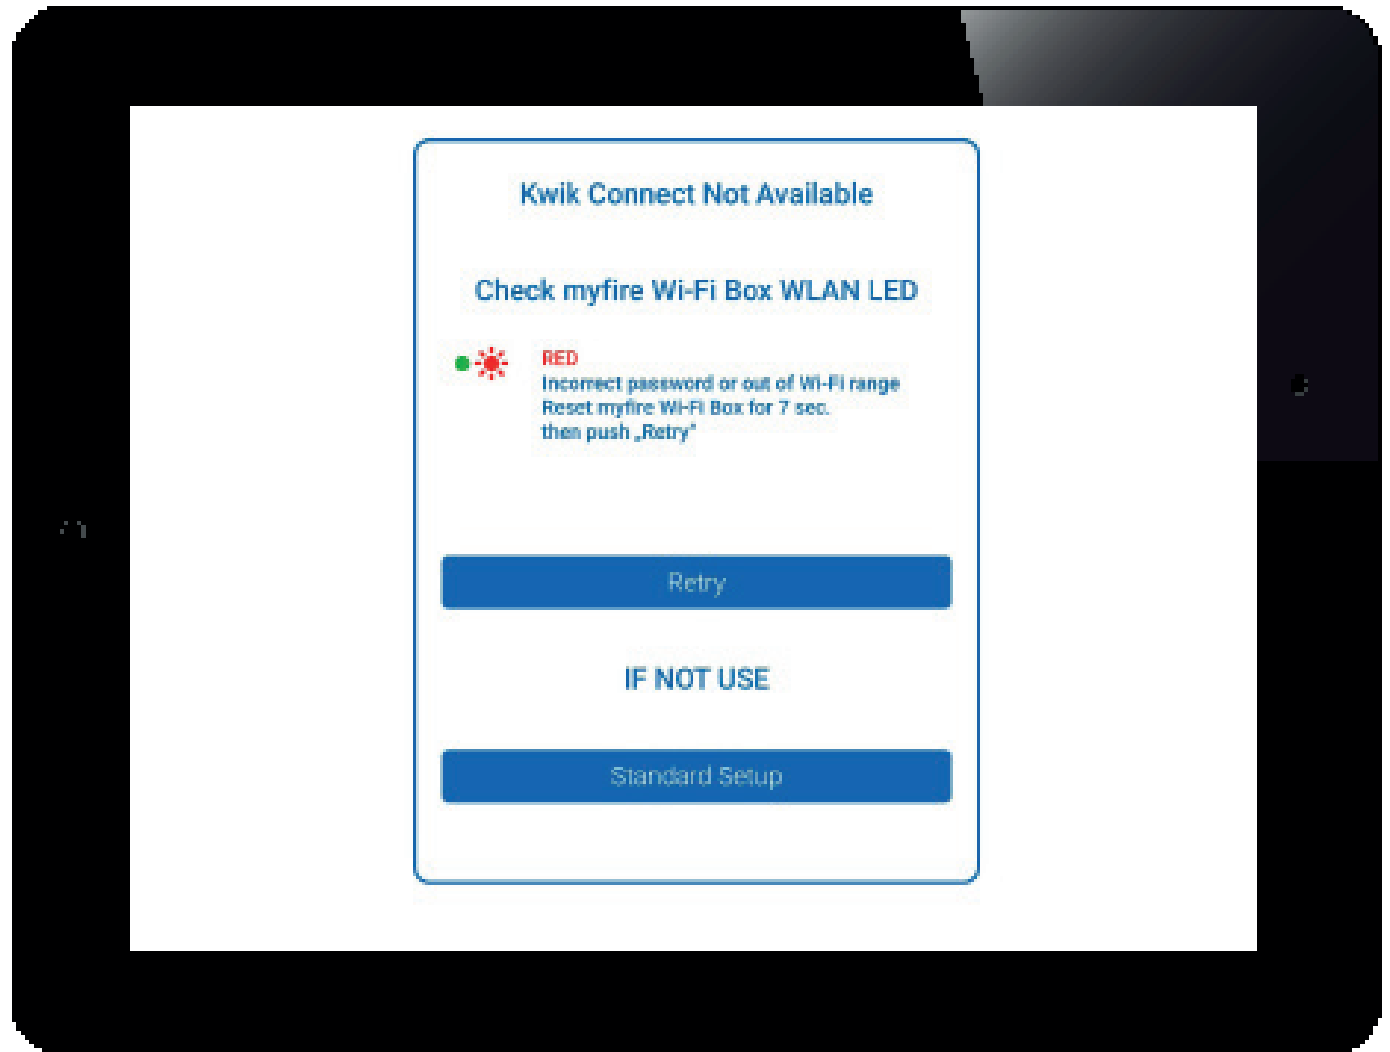 Kwik Connect Not Available
Check myfire Wi-Fi Box WLAN LED
RED
Incorrect password or out of Wi-Fi range
Reset myfire Wi-Fi Box for 7 sec.
then push „Retry"
Retry
IF NOT USE
Standard Setup